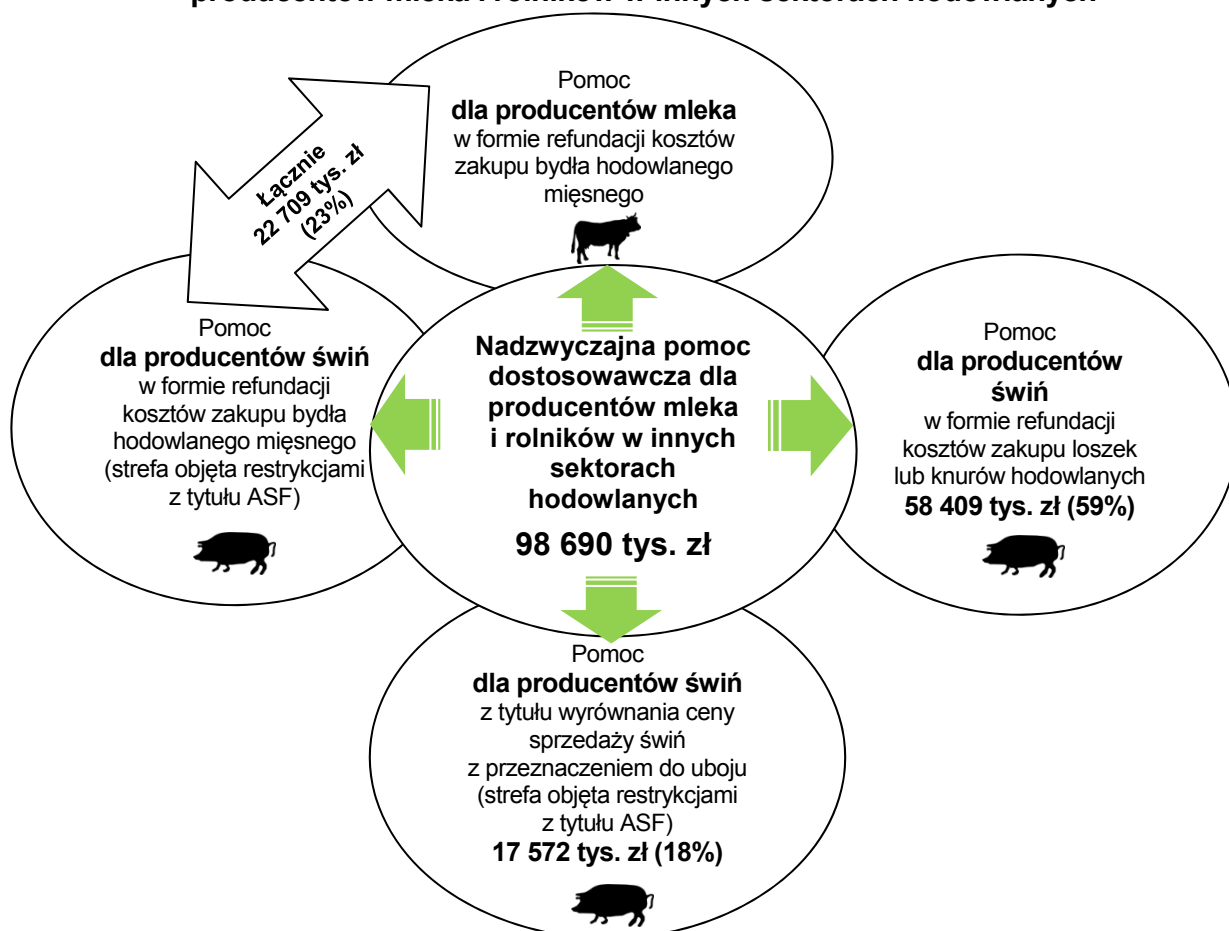 producentów mleka i rolników w innych sektorach hodowlanych
Pomoc
dla producentów mleka
w formie refundacji kosztów
zakupu bydła hodowlanego
mięsnego
Łącznie
22 709 tys. zł
(23%)
Pomoc
dla producentów świń
w formie refundacji
kosztów zakupu bydła
hodowlanego mięsnego
(strefa objęta restrykcjami
z tytułu ASF)
Nadzwyczajna pomoc
dostosowawcza dla
producentów mleka
i rolników w innych
sektorach
hodowlanych
98 690 tys. zł
Pomoc
dla producentów
świń
w formie refundacji
kosztów zakupu loszek
lub knurów hodowlanych
58 409 tys. zł (59%)
Pomoc
dla producentów świń
z tytułu wyrównania ceny
sprzedaży świń
z przeznaczeniem do uboju
(strefa objęta restrykcjami
z tytułu ASF)
17 572 tys. zł (18%)